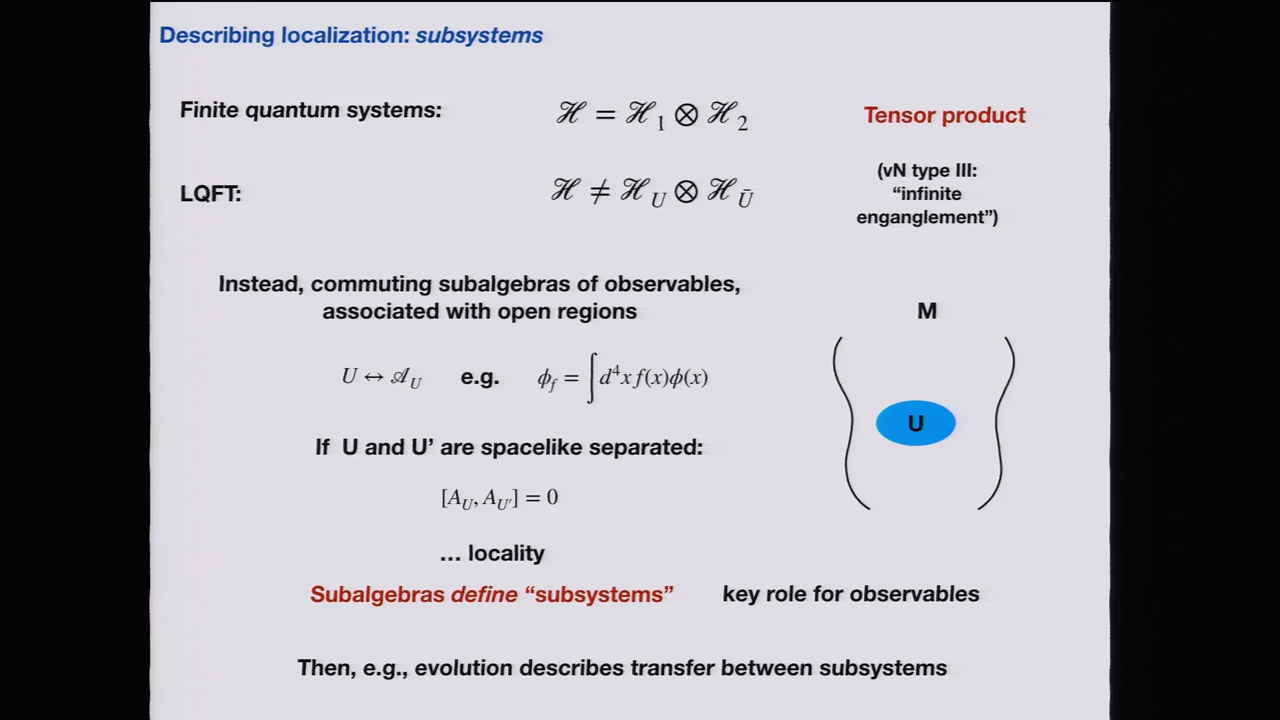 Describing localization: subsystems
Finite quantum systems: ℋ = ℋ₁ ⊗ ℋ₂ Tensor product
LQFT: ℋ ≠ ℋ_U ⊗ ℋ_Ū
(vN type III:
“infinite
enganglement”)
Instead, commuting subalgebras of observables,
associated with open regions
M
U ↔ 𝒜_U e.g. ϕ_f = ∫d⁴x f(x)ϕ(x)
U
If U and U’ are spacelike separated:
[A_U, A_U′] = 0
… locality
Subalgebras define “subsystems” key role for observables
Then, e.g., evolution describes transfer between subsystems